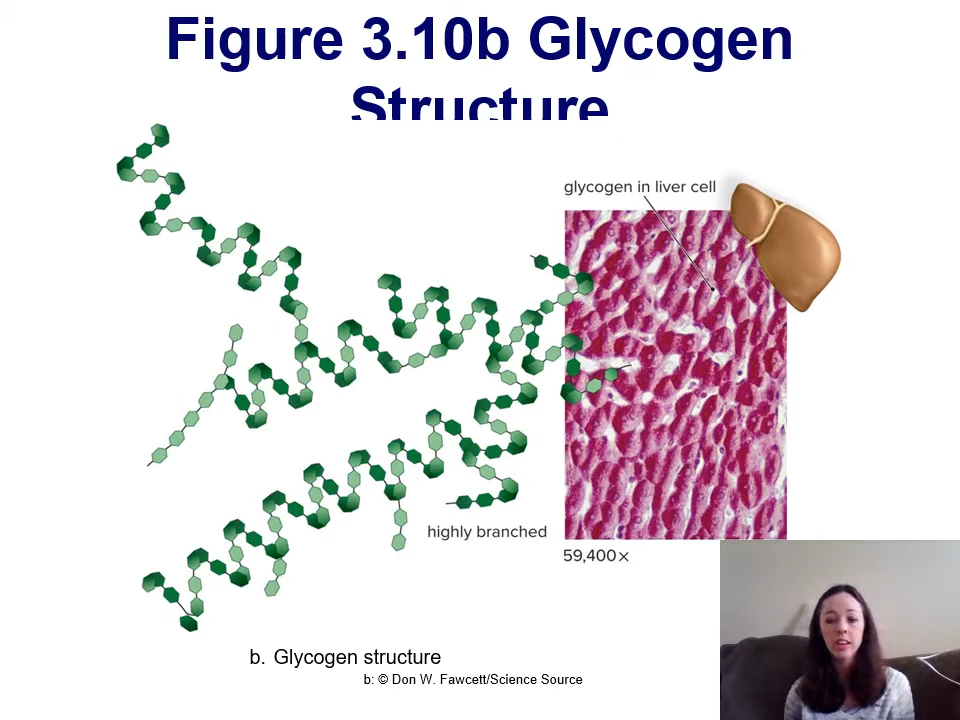 Figure 3.10b Glycogen
Structure
glycogen in liver cell
highly branched
59,400×
b. Glycogen structure
b: © Don W. Fawcett/Science Source